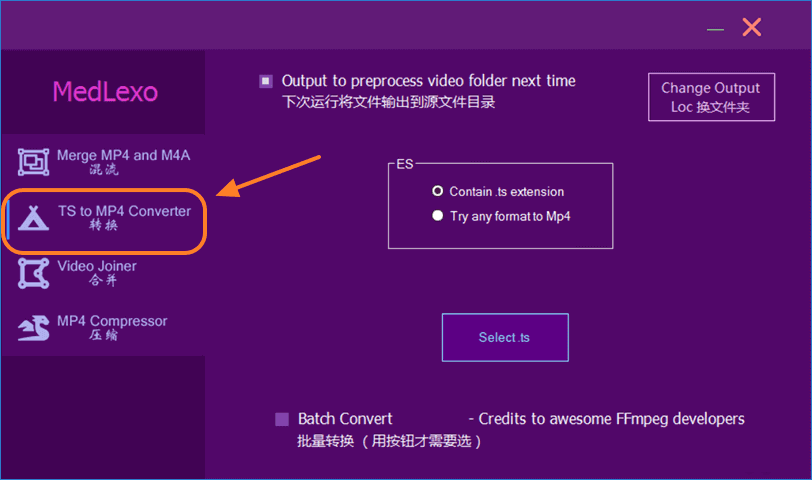 MedLexo
Merge MP4 and M4A
混流
TS to MP4 Converter
转换
Video Joiner
合并
MP4 Compressor
压缩
Output to preprocess video folder next time
下次运行将文件输出到源文件目录
Change Output
Loc 换文件夹
ES
Contain .ts extension
Try any format to Mp4
Select .ts
Batch Convert - Credits to awesome FFmpeg developers
批量转换 （用按钮才需要选）